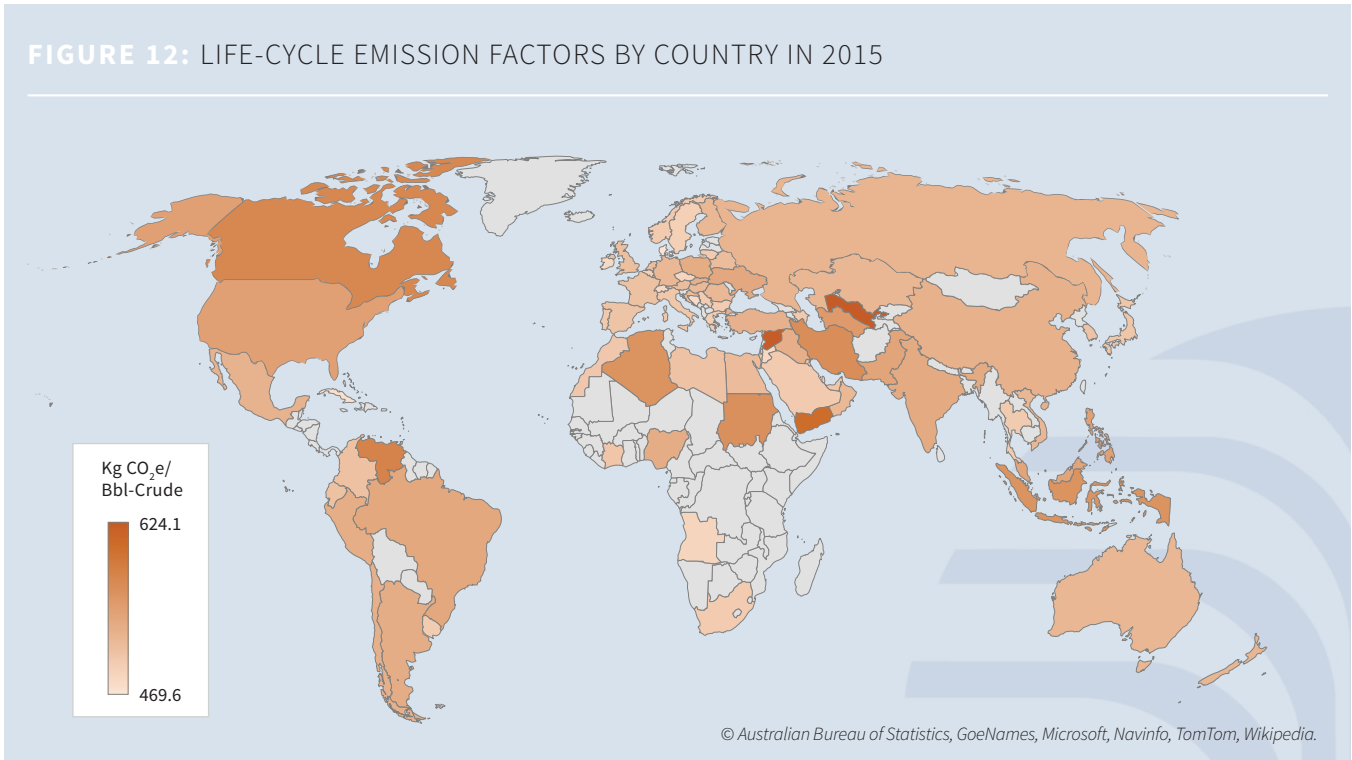 FIGURE 12: LIFE-CYCLE EMISSION FACTORS BY COUNTRY IN 2015
Kg CO₂e/
Bbl-Crude
624.1
469.6
© Australian Bureau of Statistics, GoeNames, Microsoft, Navinfo, TomTom, Wikipedia.